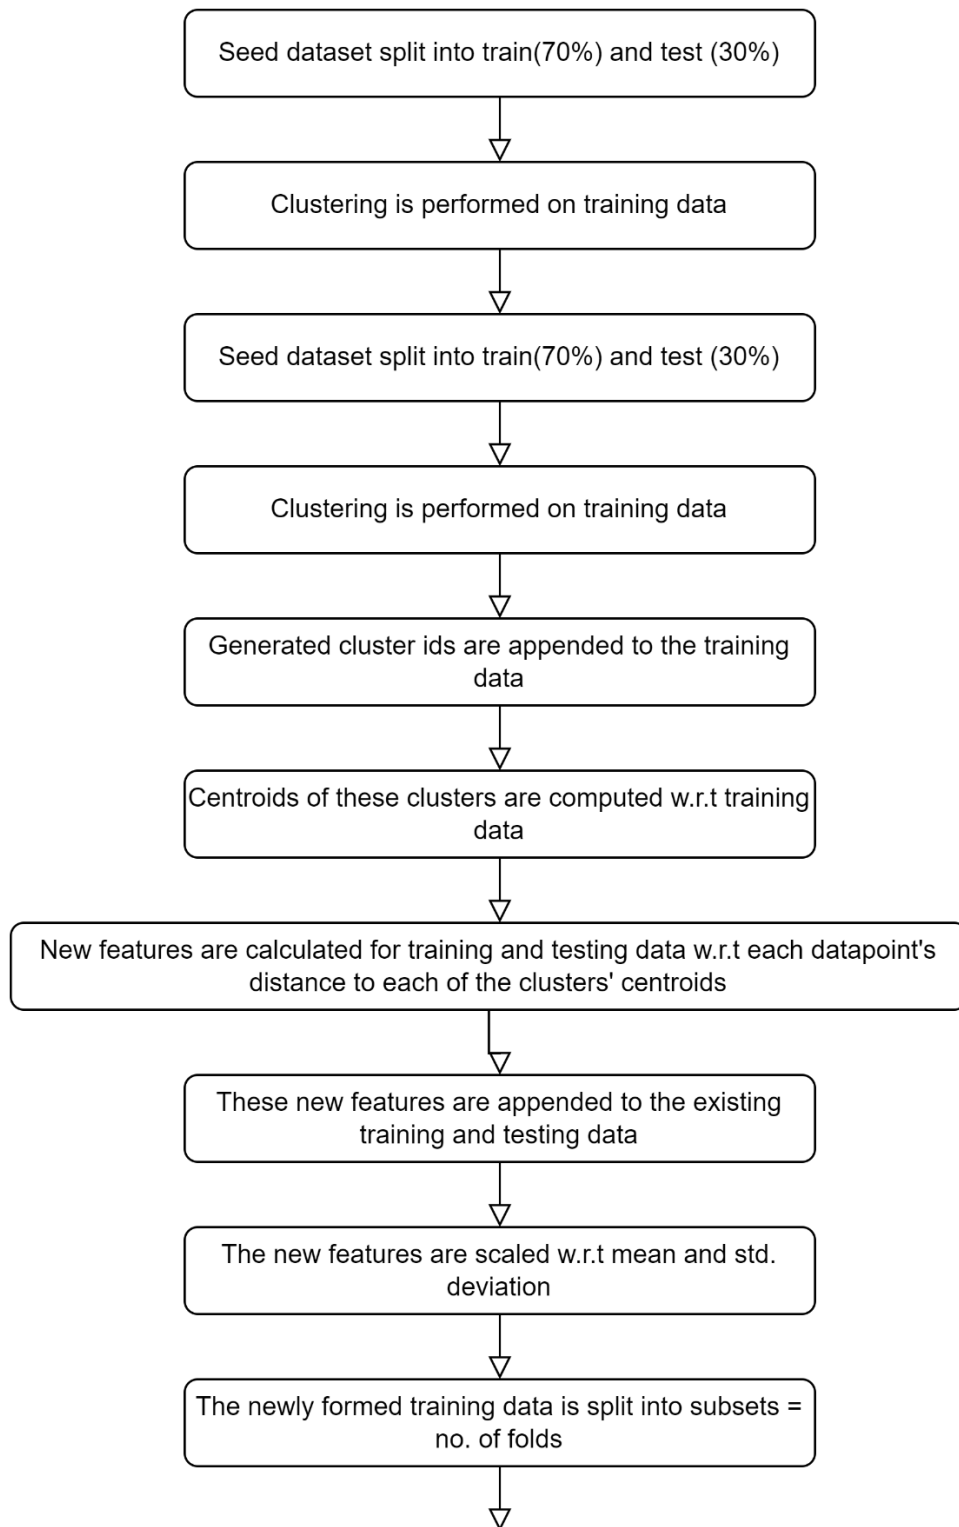 Seed dataset split into train(70%) and test (30%)
Clustering is performed on training data
Seed dataset split into train(70%) and test (30%)
Clustering is performed on training data
Generated cluster ids are appended to the training
data
Centroids of these clusters are computed w.r.t training
data
New features are calculated for training and testing data w.r.t each datapoint's
distance to each of the clusters' centroids
These new features are appended to the existing
training and testing data
The new features are scaled w.r.t mean and std.
deviation
The newly formed training data is split into subsets =
no. of folds